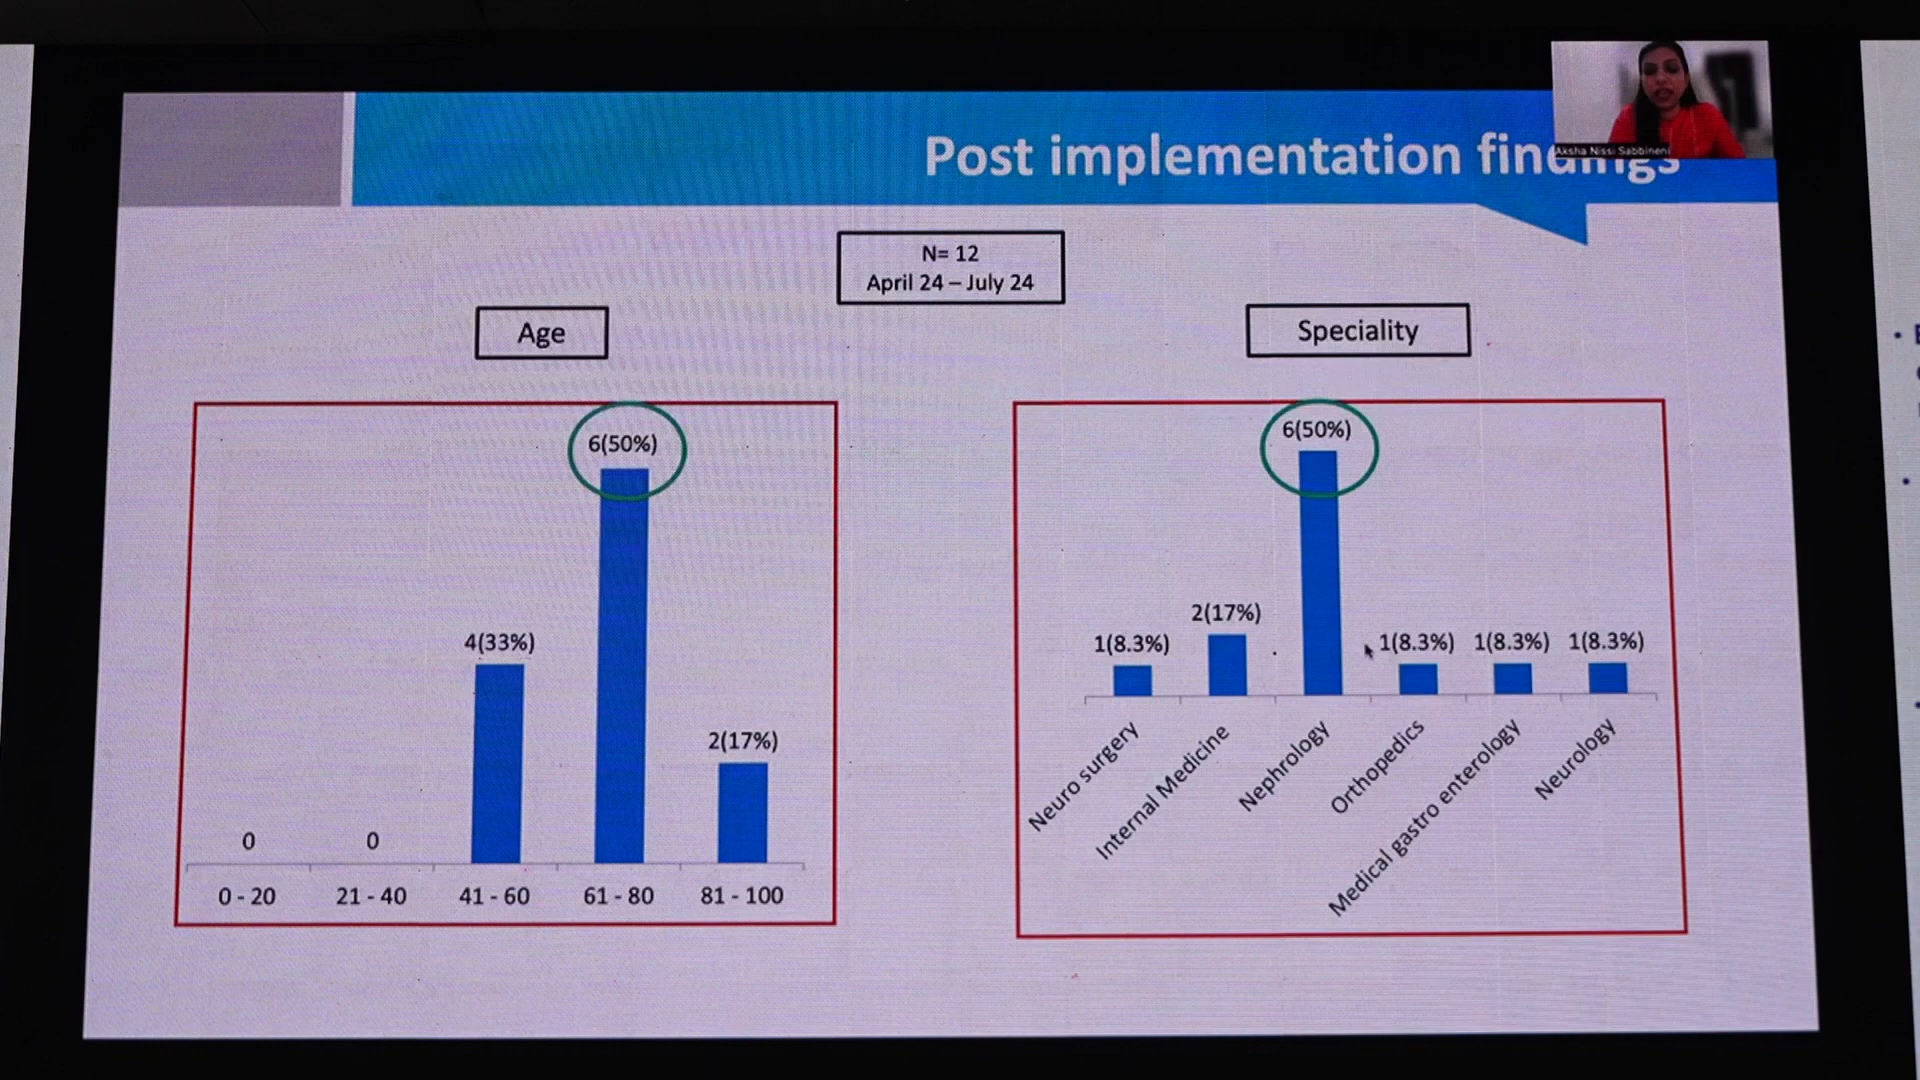 Post implementation findings
Aksha Nissi Sabbineni
N= 12
April 24 – July 24
Age
Speciality
6(50%)
4(33%)
2(17%)
0
0
0 - 20
21 - 40
41 - 60
61 - 80
81 - 100
6(50%)
2(17%)
1(8.3%)
1(8.3%)
1(8.3%)
1(8.3%)
Neuro surgery
Internal Medicine
Nephrology
Orthopedics
Medical gastro enterology
Neurology